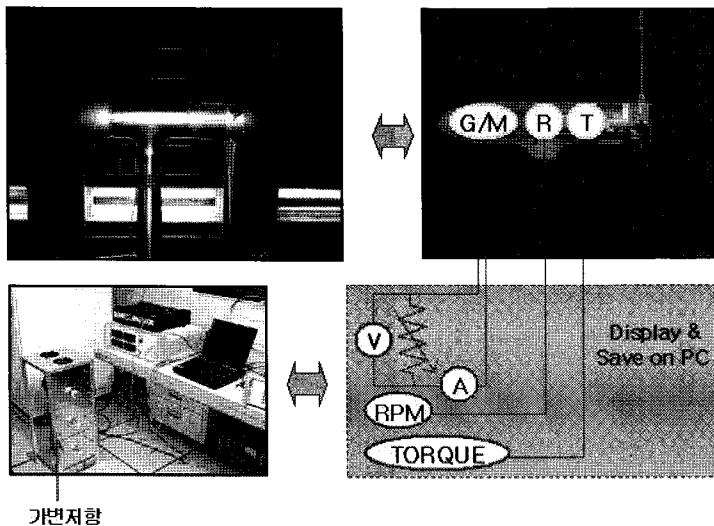 G/M R T
Display &
Save on PC
V
A
RPM
TORQUE
가변저항